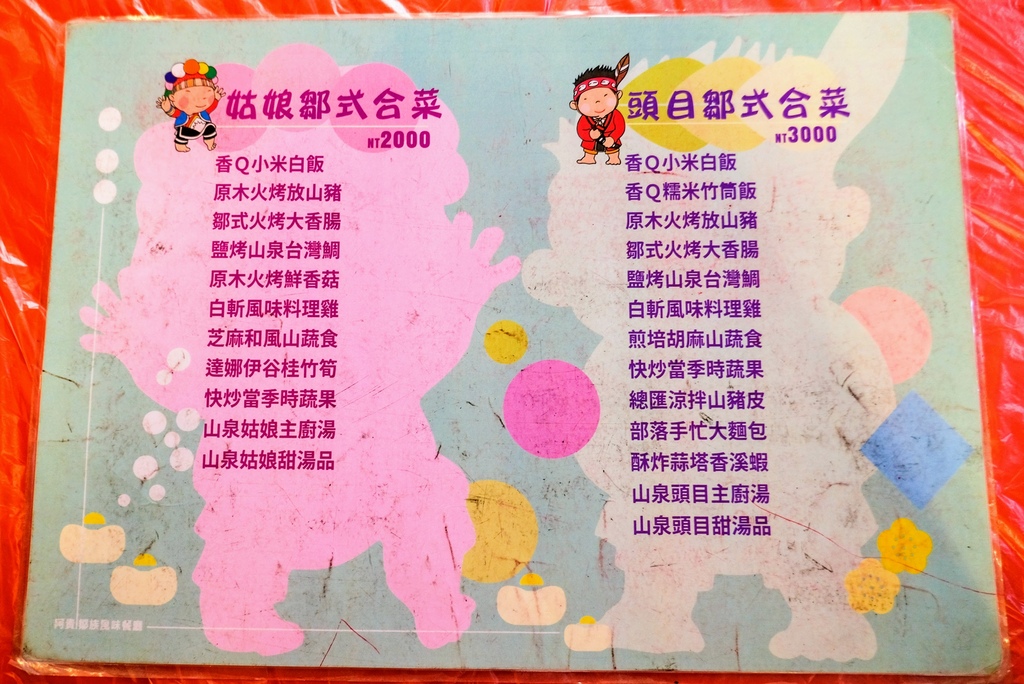 姑娘鄒式合菜
NT2000
香Q小米白飯
原木火烤放山豬
鄒式火烤大香腸
鹽烤山泉台灣鯛
原木火烤鮮香菇
白斬風味料理雞
芝麻和風山蔬食
達娜伊谷桂竹筍
快炒當季時蔬果
山泉姑娘主廚湯
山泉姑娘甜湯品
頭目鄒式合菜
NT3000
香Q小米白飯
香Q糯米竹筒飯
原木火烤放山豬
鄒式火烤大香腸
鹽烤山泉台灣鯛
白斬風味料理雞
煎培胡麻山蔬食
快炒當季時蔬果
總匯涼拌山豬皮
部落手忙大麵包
酥炸蒜塔香溪蝦
山泉頭目主廚湯
山泉頭目甜湯品
阿貴鄒族風味餐廳